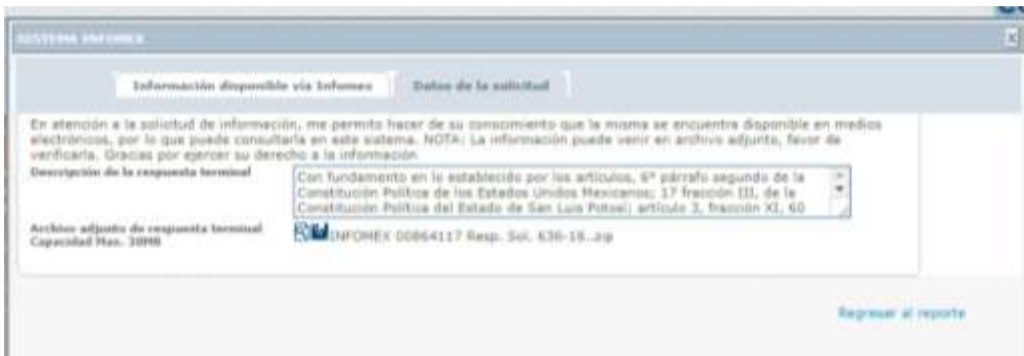 SISTEMA INFOMEX
Información disponible vía Infomex Datos de la solicitud
En atención a la solicitud de información, me permito hacer de su conocimiento que la misma se encuentra disponible en medios
electrónicos, por lo que puede consultarla en este sistema. NOTA: La información puede venir en archivo adjunto, favor de
verificarla. Gracias por ejercer su derecho a la información
Descripción de la respuesta terminal
Con fundamento en lo establecido por los artículos, 6° párrafo segundo de la
Constitución Política de los Estados Unidos Mexicanos; 17 fracción III, de la
Constitución Política del Estado de San Luis Potosí; artículo 3, fracción XI, 60
Archivo adjunto de respuesta terminal
Capacidad Max. 30MB
INFOMEX 00864117 Resp. Sol. 636-18..zip
Regresar al reporte